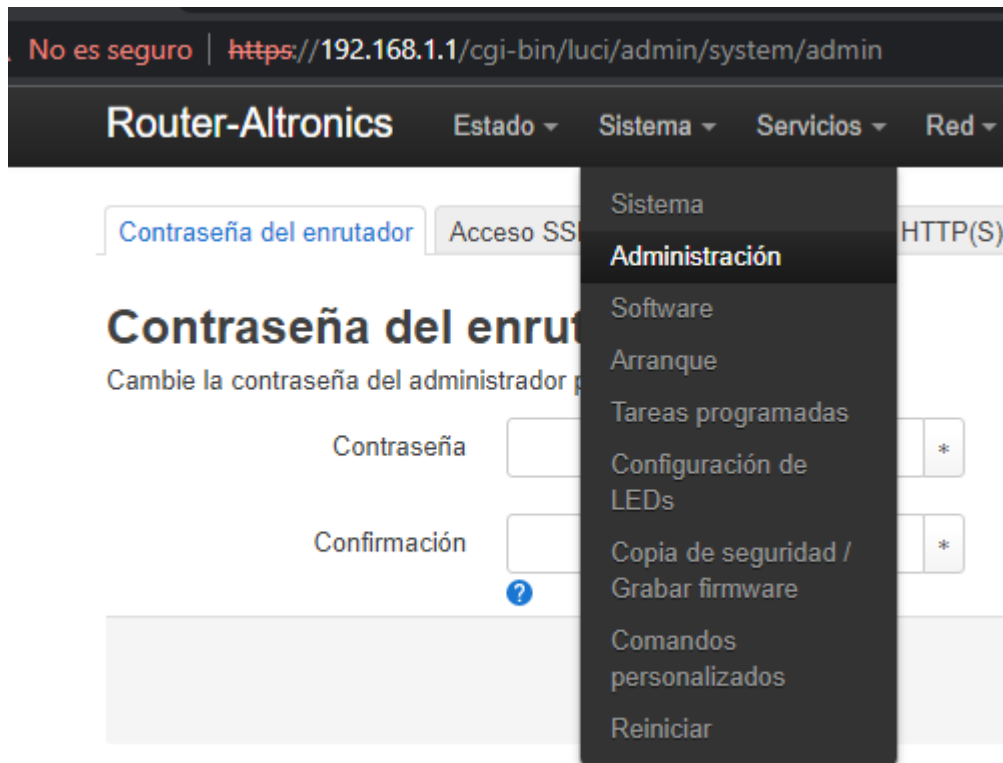 No es seguro | https://192.168.1.1/cgi-bin/luci/admin/system/admin
Router-Altronics Estado Sistema Servicios Red
Contraseña del enrutador Acceso SS HTTP(S)
Contraseña del enrut
Cambie la contraseña del administrador p
Contraseña *
Confirmación *
?
Sistema
Administración
Software
Arranque
Tareas programadas
Configuración de
LEDs
Copia de seguridad /
Grabar firmware
Comandos
personalizados
Reiniciar